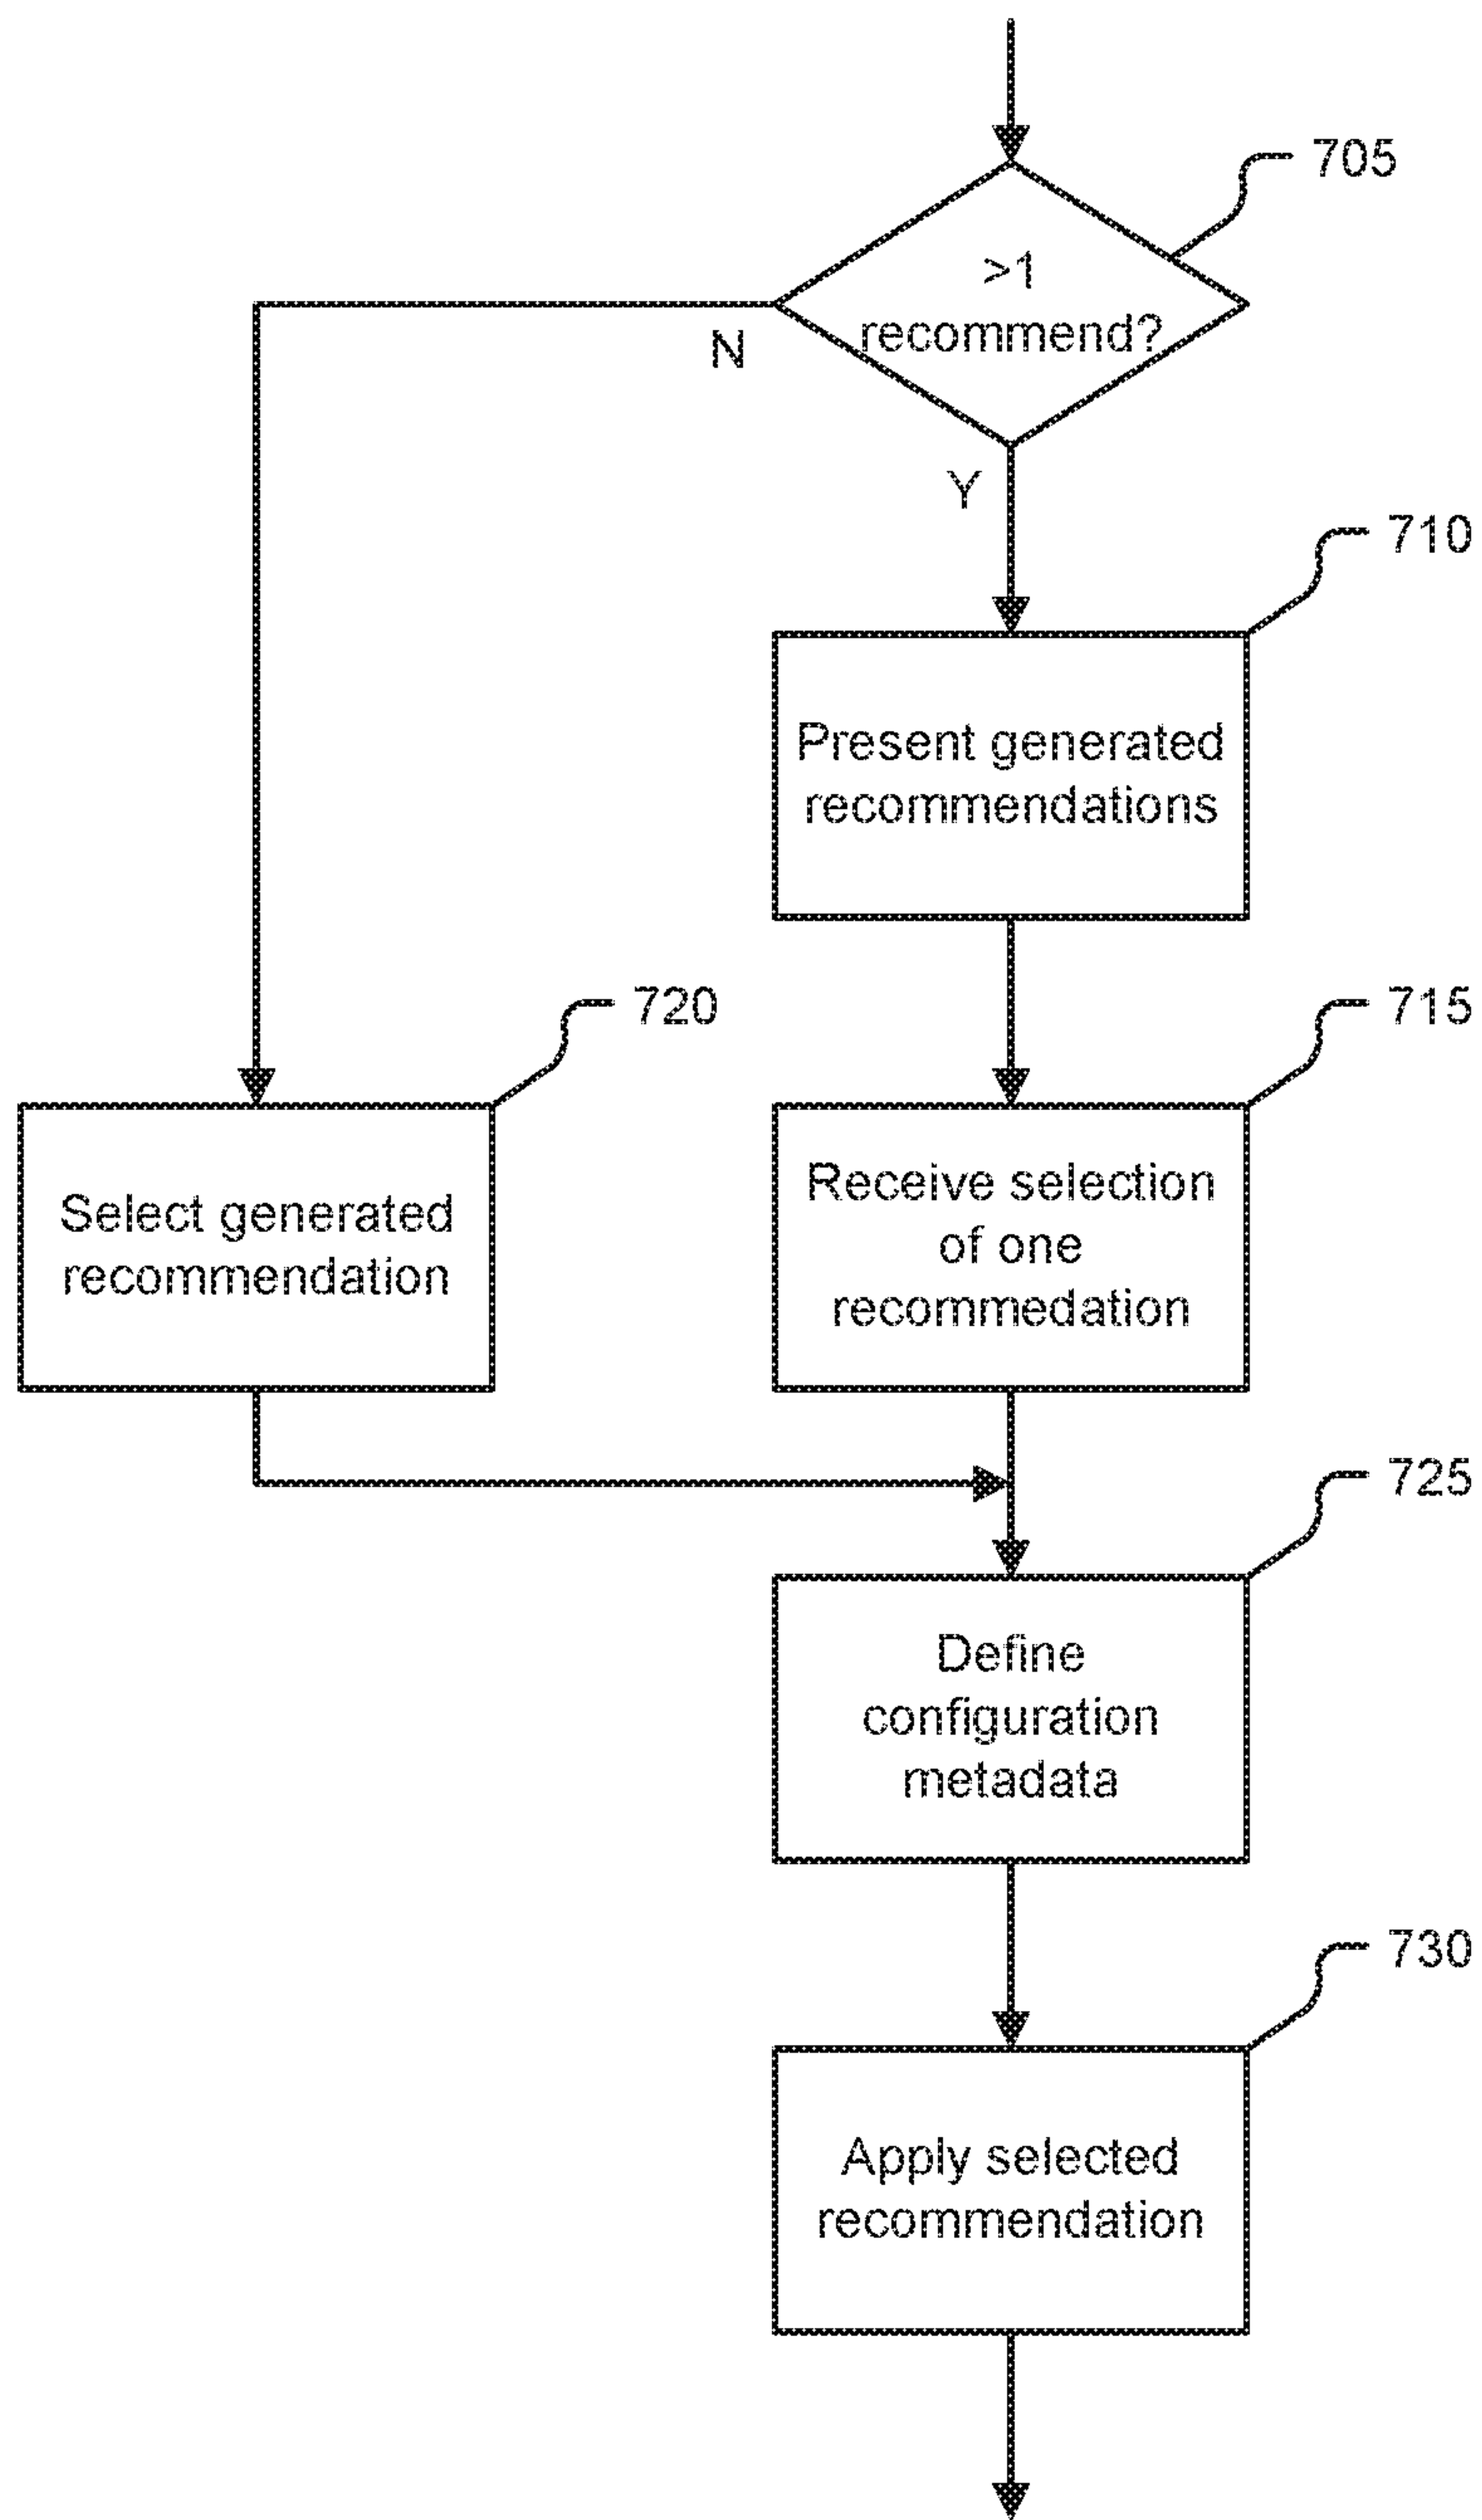 705
>1
recommend?
N
Y
710
Present generated
recommendations
720
715
Select generated
recommendation
Receive selection
of one
recommedation
725
Define
configuration
metadata
730
Apply selected
recommendation